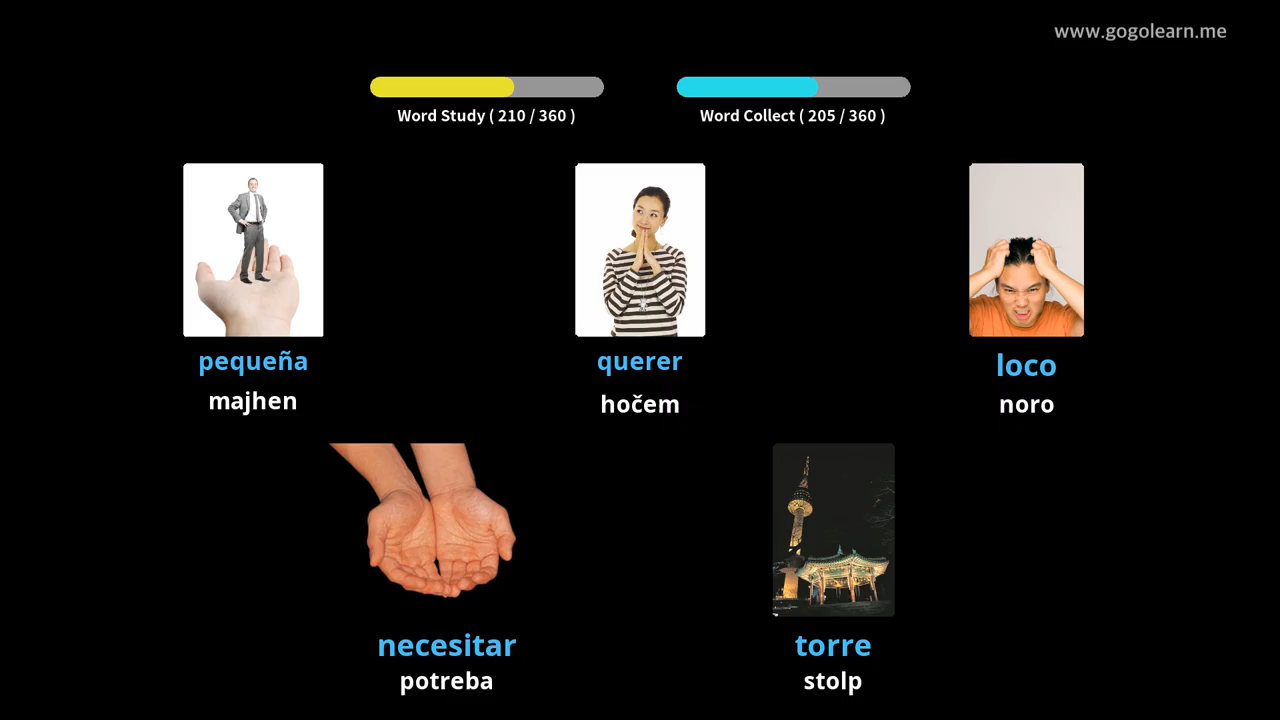 www.gogolearn.me
Word Study ( 210 / 360 )
Word Collect ( 205 / 360 )
pequeña
majhen
querer
hočem
loco
noro
necesitar
potreba
torre
stolp